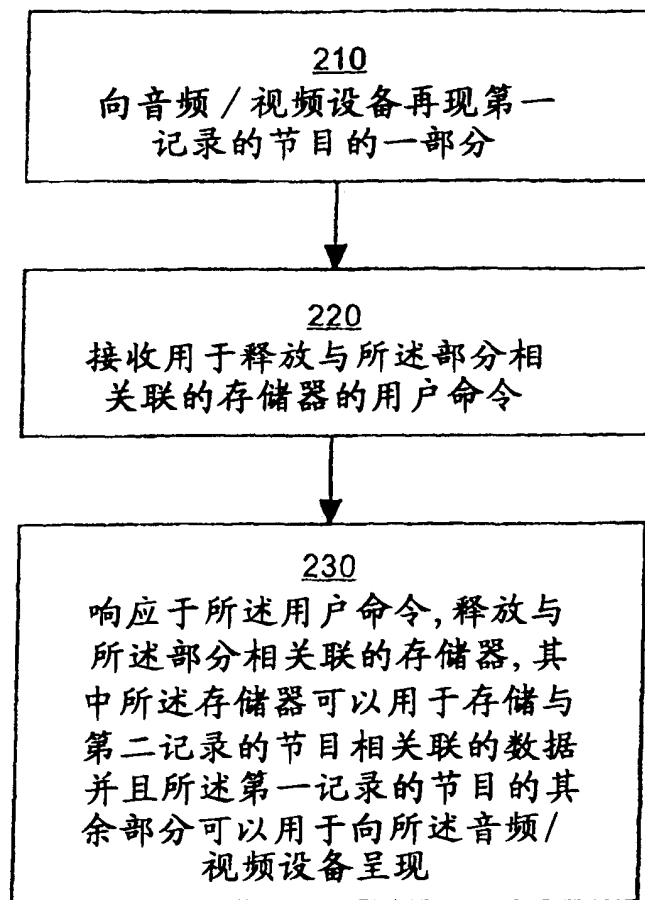 210
向音频/视频设备再现第一
记录的节目的一部分
220
接收用于释放与所述部分相
关联的存储器的用户命令
230
响应于所述用户命令,释放与
所述部分相关联的存储器,其
中所述存储器可以用于存储与
第二记录的节目相关联的数据
并且所述第一记录的节目的其
余部分可以用于向所述音频/
视频设备呈现